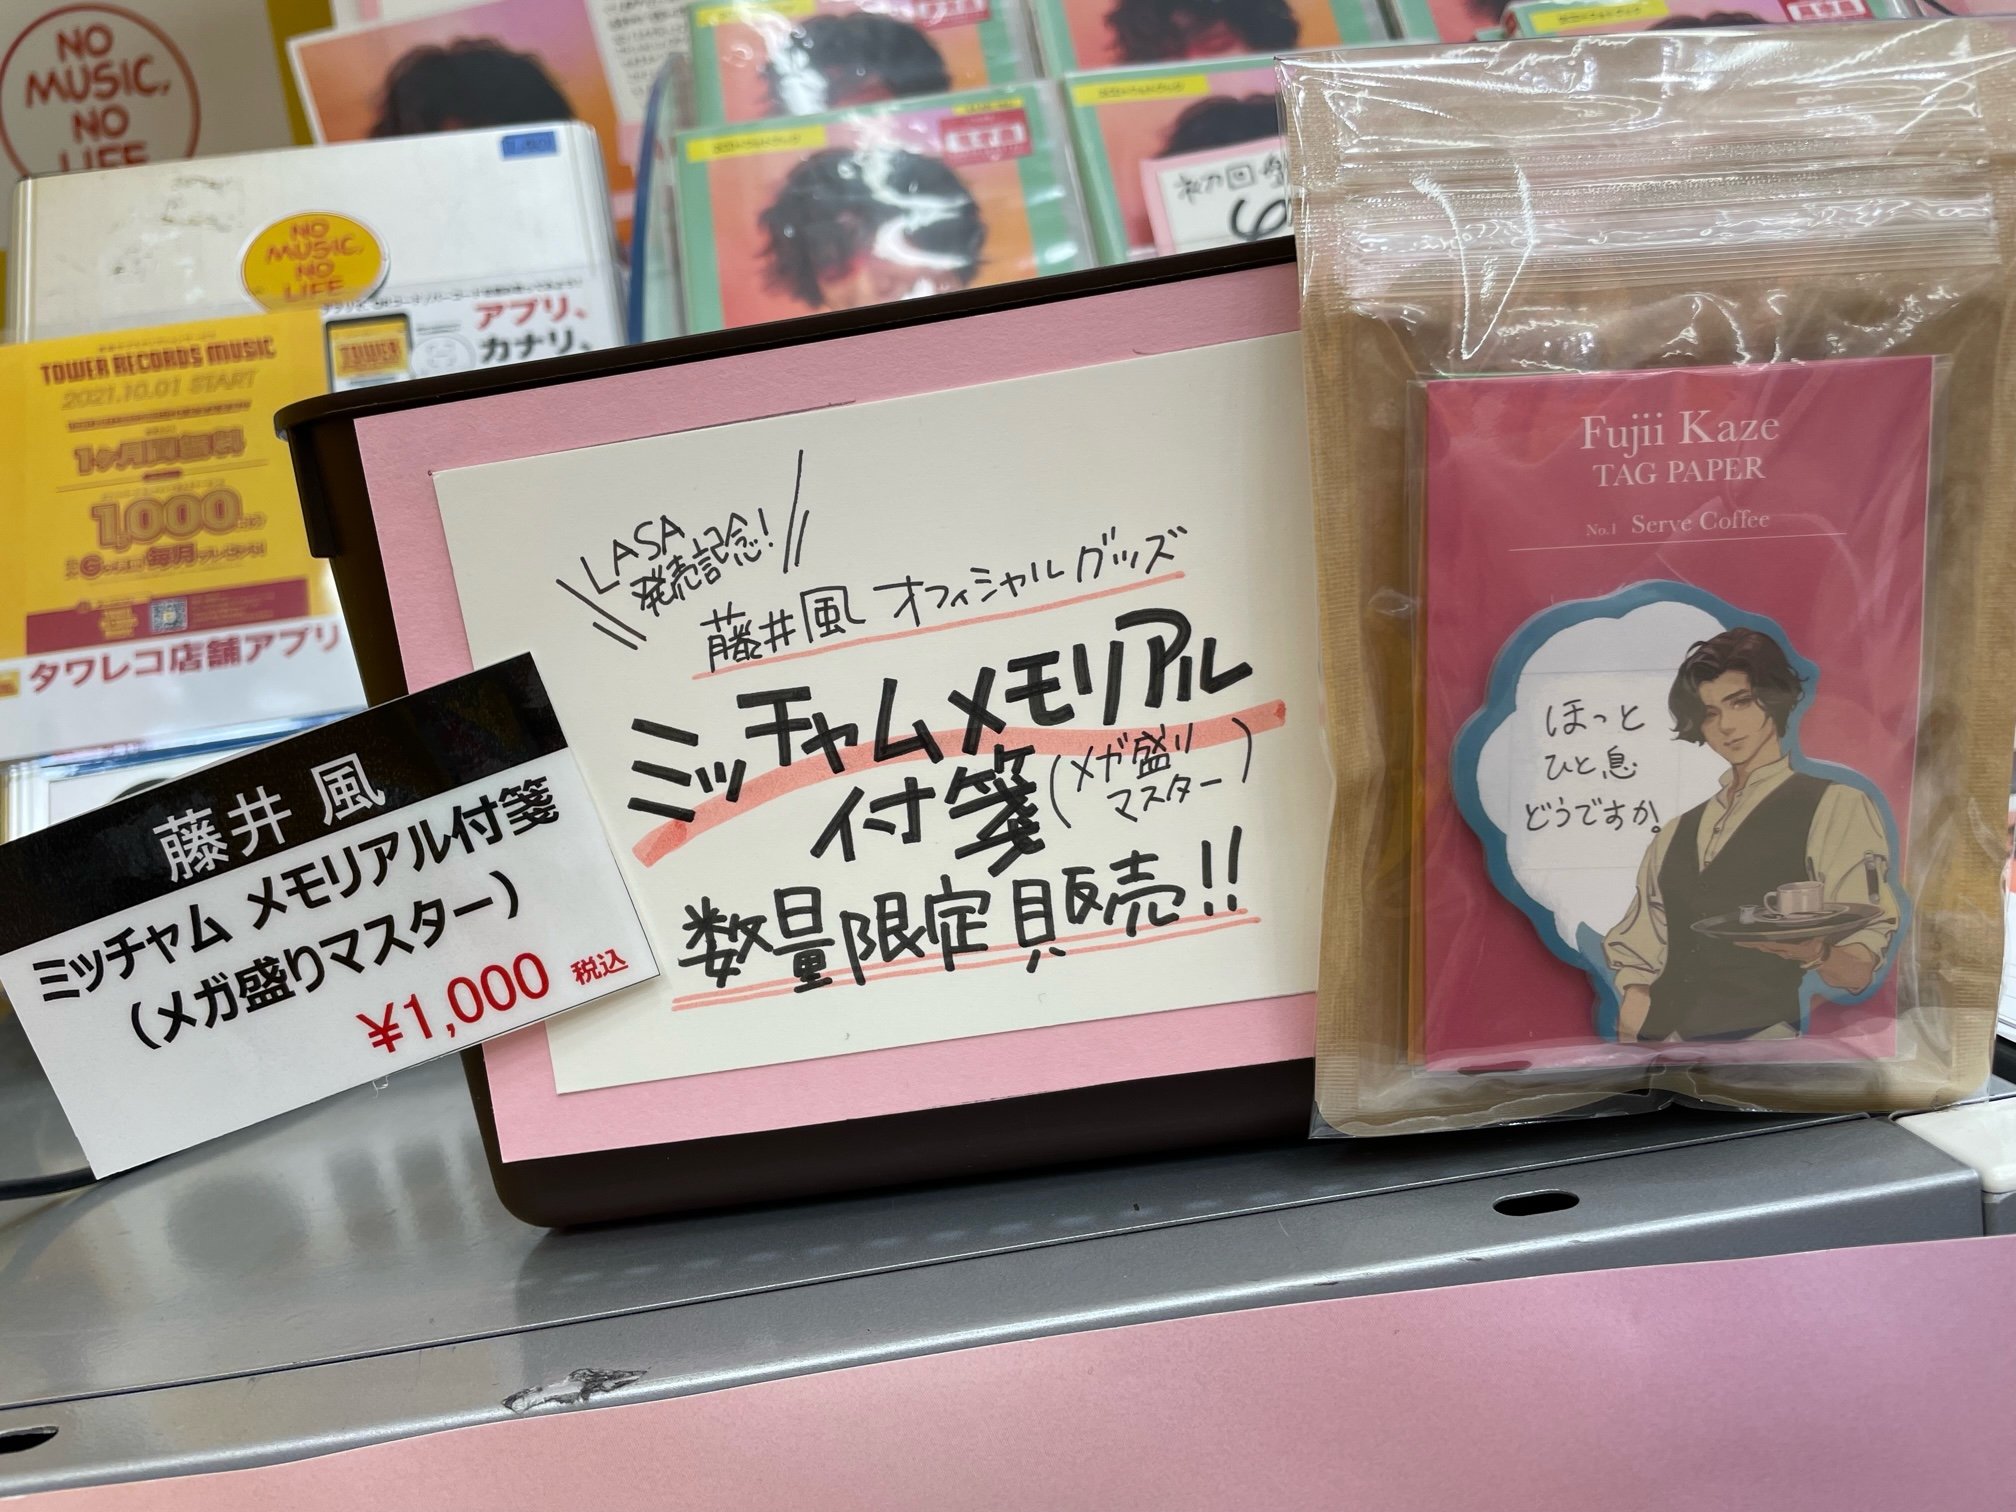 NO
MUSIC,
NO
LIFE
NO
MUSIC,
NO
LIFE
アプリ、
カナリ、
TOWER RECORDS MUSIC
2021.10.01 START
1ヶ月間無料
1,000
毎月
タワレコ店舗アプリ
初回
藤井 風
ミッチャム メモリアル付箋
(メガ盛りマスター)
¥1,000 税込
LASA
発売記念!
藤井風 オフィシャルグッズ
ミッチャムメモリアル
付箋(メガ盛り
マスター)
数量限定販売!!
Fujii Kaze
TAG PAPER
No.1 Serve Coffee
ほっと
ひと息
どうですか。